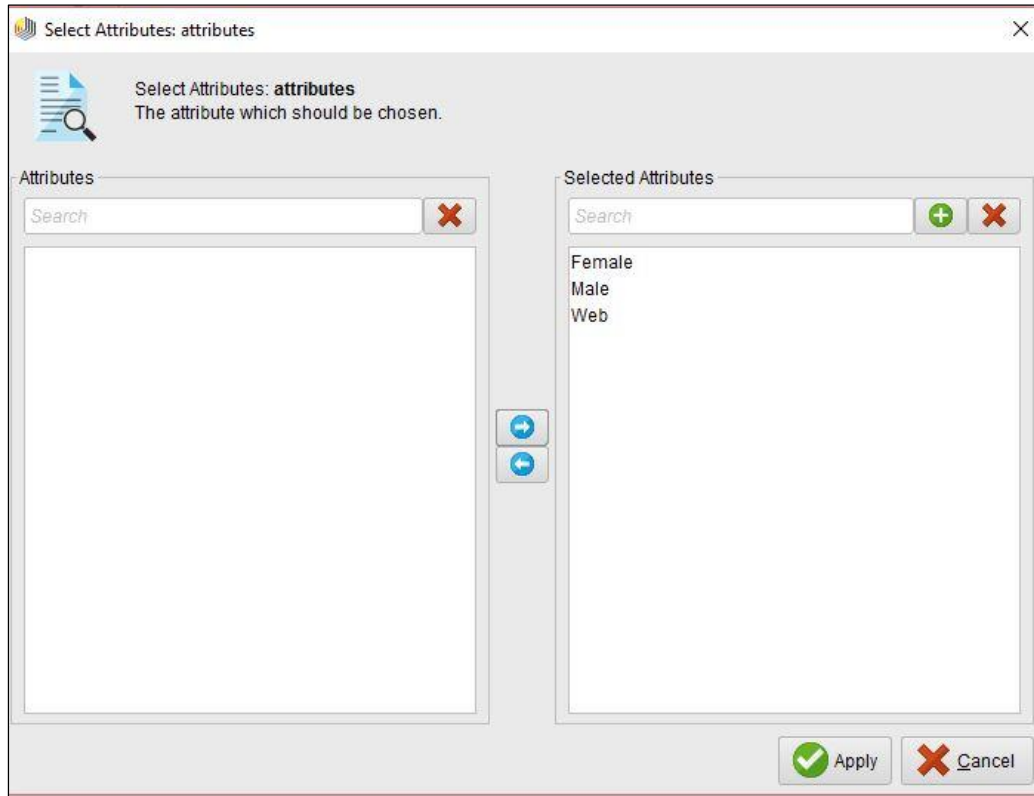 Select Attributes: attributes
Select Attributes: attributes
The attribute which should be chosen.
Attributes
Search
Selected Attributes
Search
Female
Male
Web
Apply
Cancel